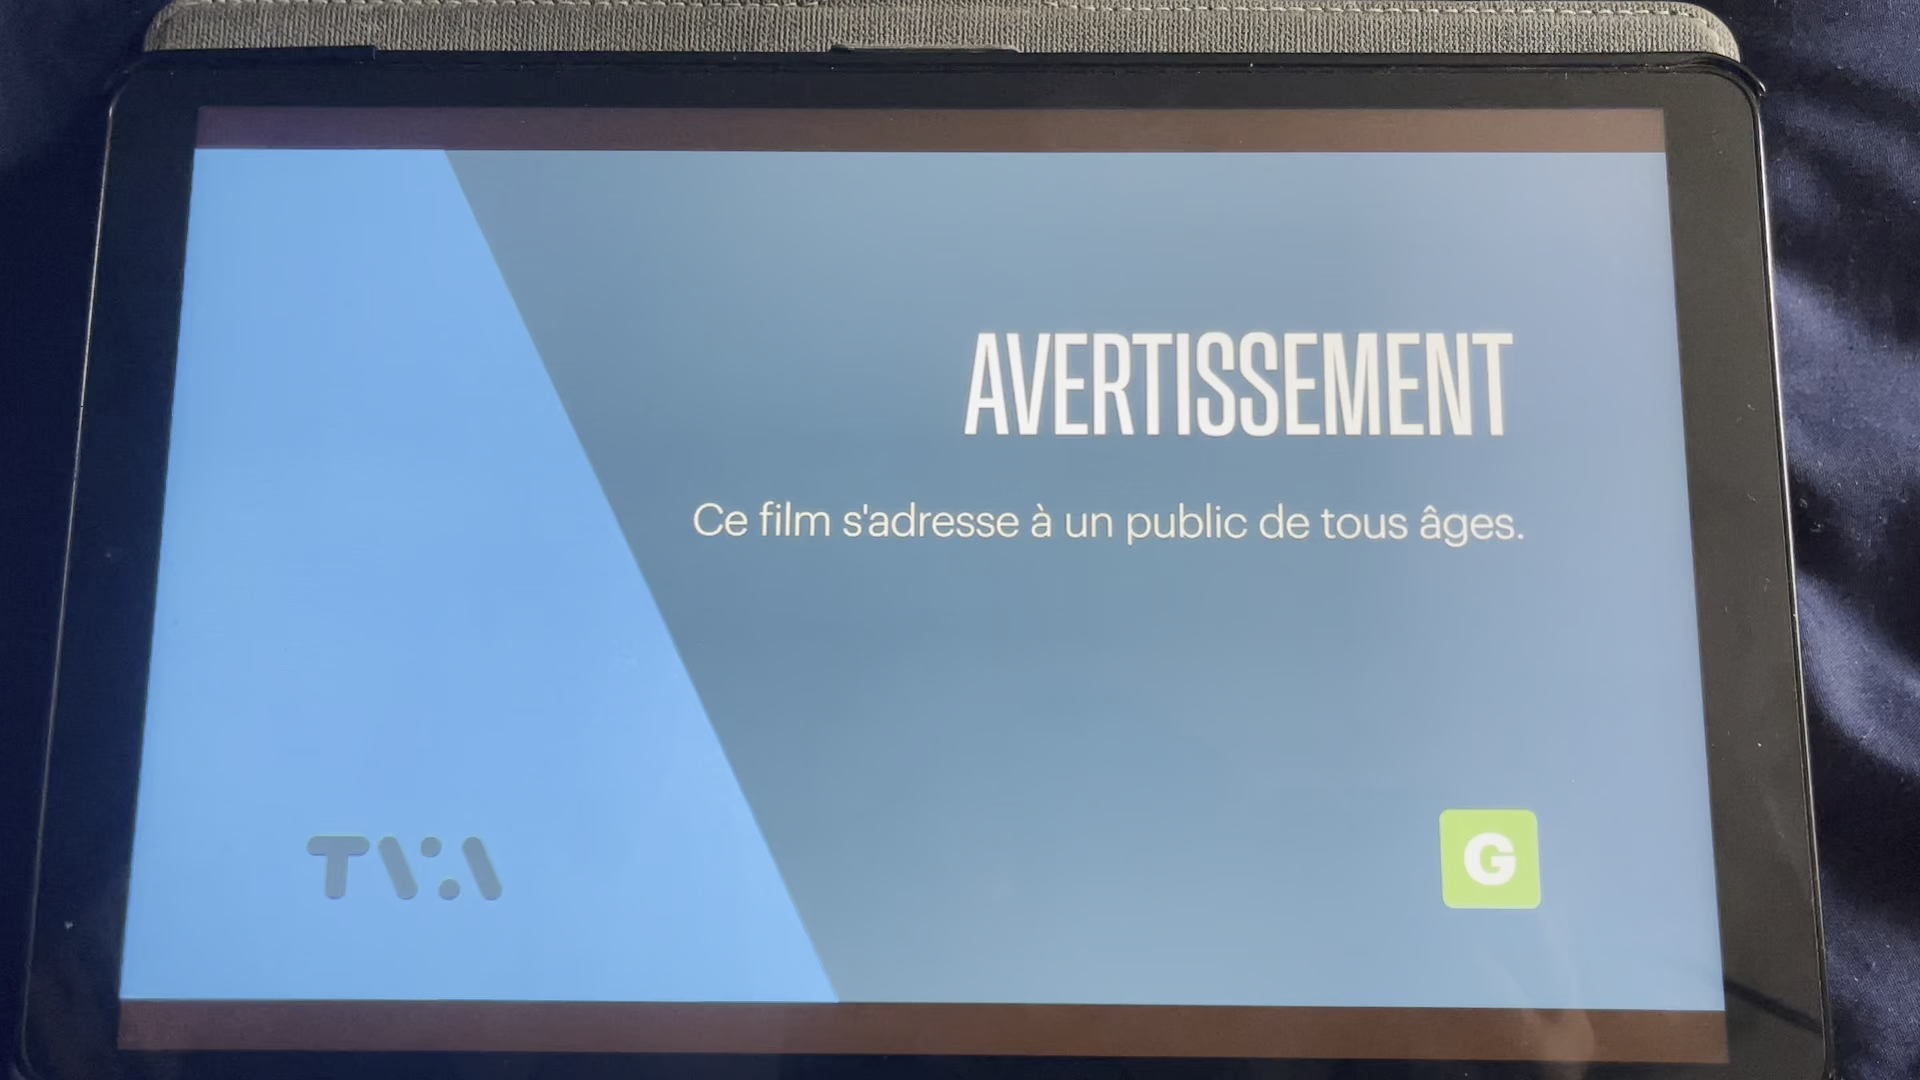 AVERTISSEMENT
Ce film s'adresse à un public de tous âges.
TVA
G